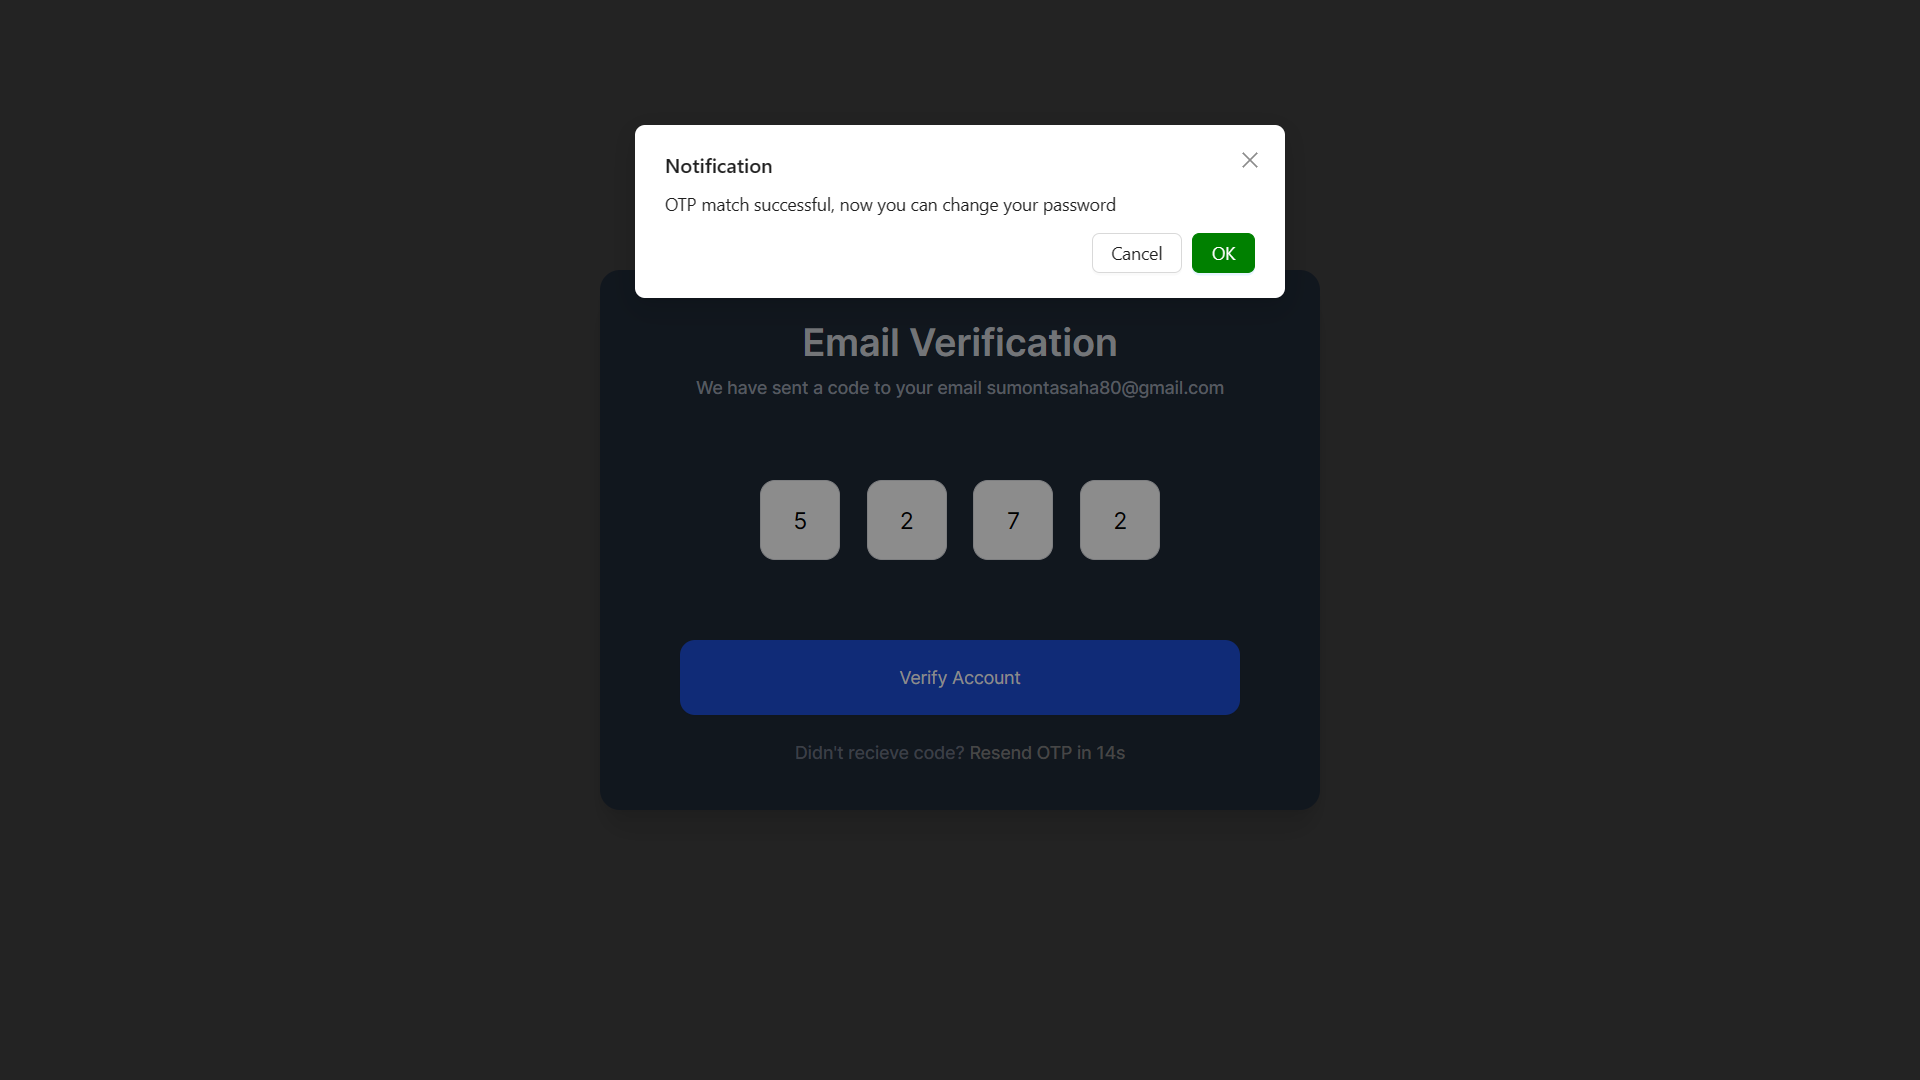 Notification
OTP match successful, now you can change your password
Cancel OK
Email Verification
We have sent a code to your email sumontasaha80@gmail.com
5 2 7 2
Verify Account
Didn't recieve code? Resend OTP in 14s